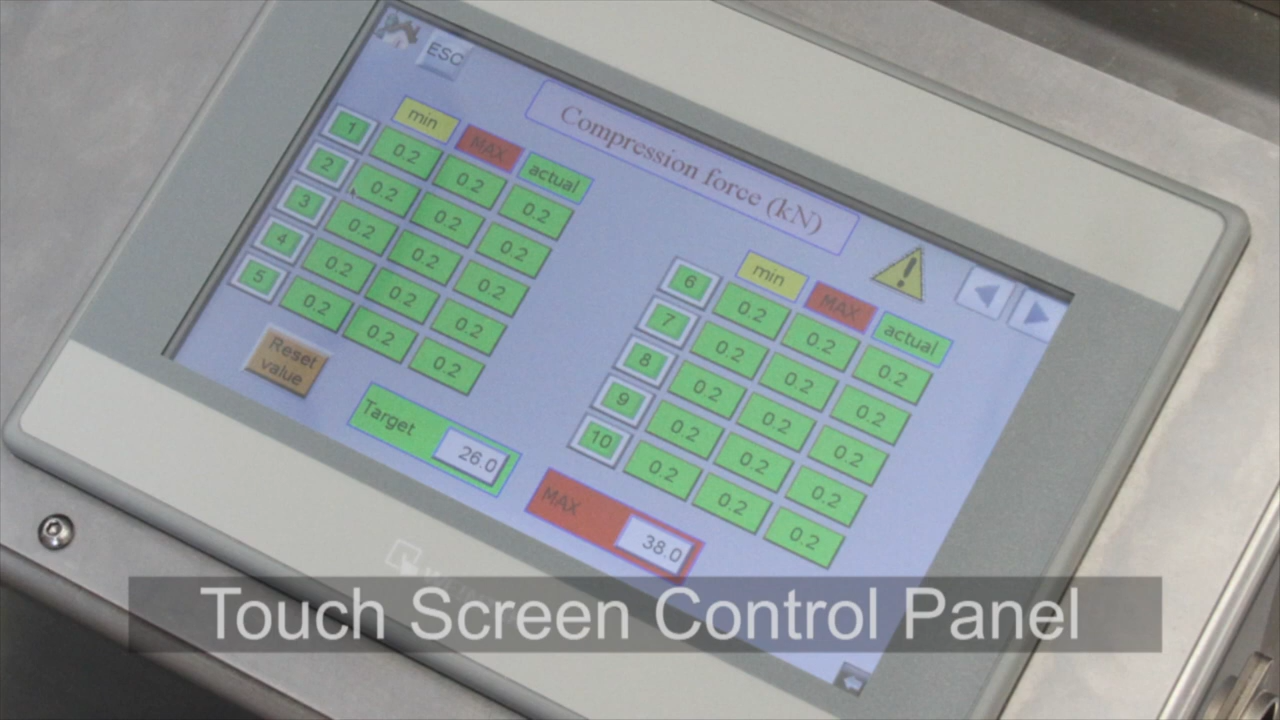 ESC
Compression force (kN)
min MAX actual
1 0.2 0.2 0.2
2 0.2 0.2 0.2
3 0.2 0.2 0.2
4 0.2 0.2 0.2
5 0.2 0.2 0.2
Reset
value
Target 26.0
min MAX actual
6 0.2 0.2 0.2
7 0.2 0.2 0.2
8 0.2 0.2 0.2
9 0.2 0.2 0.2
10 0.2 0.2 0.2
MAX 38.0
Touch Screen Control Panel